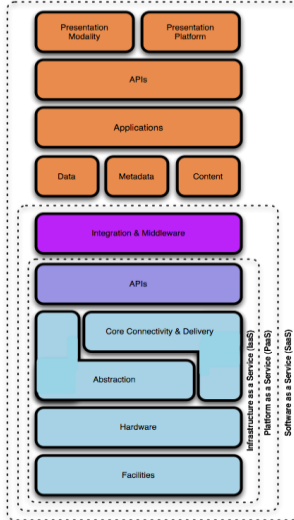 Presentation
Modality
Presentation
Platform
APIs
Applications
Data
Metadata
Content
Integration & Middleware
APIs
Core Connectivity & Delivery
Abstraction
Hardware
Facilities
Infrastructure as a Service (IaaS)
Platform as a Service (PaaS)
Software as a Service (SaaS)